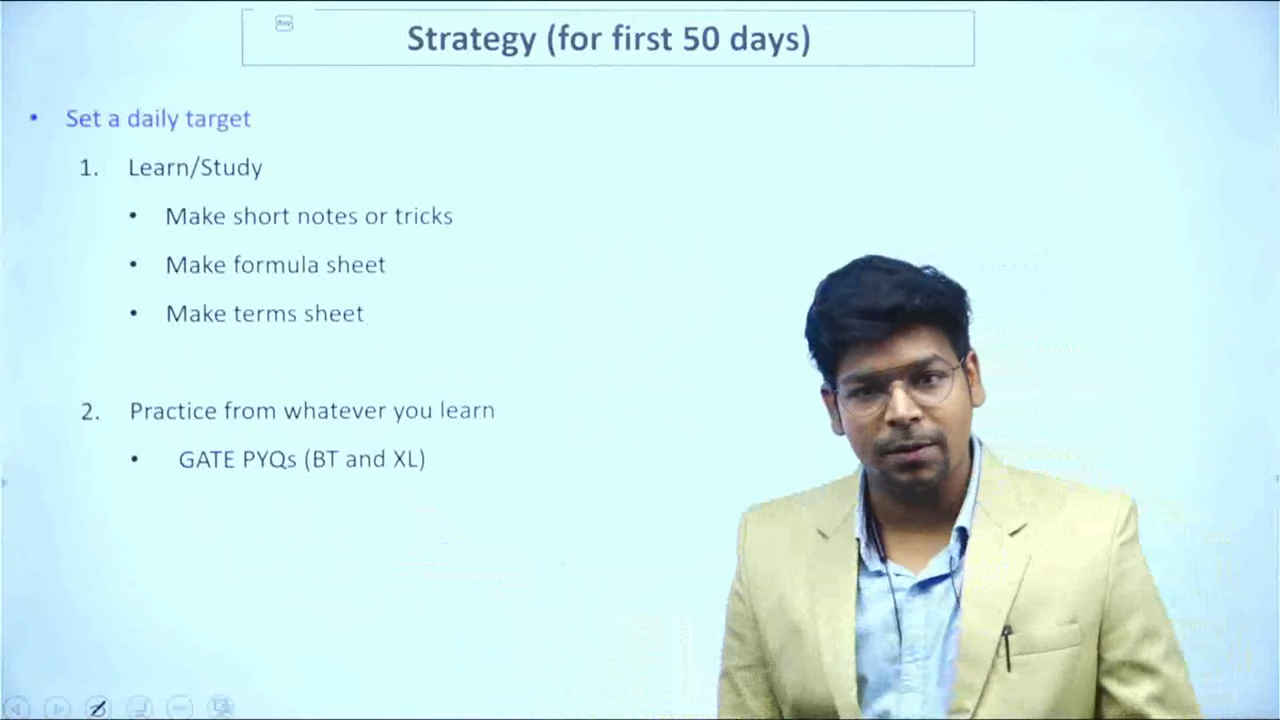 Strategy (for first 50 days)
• Set a daily target
1. Learn/Study
• Make short notes or tricks
• Make formula sheet
• Make terms sheet
2. Practice from whatever you learn
• GATE PYQs (BT and XL)